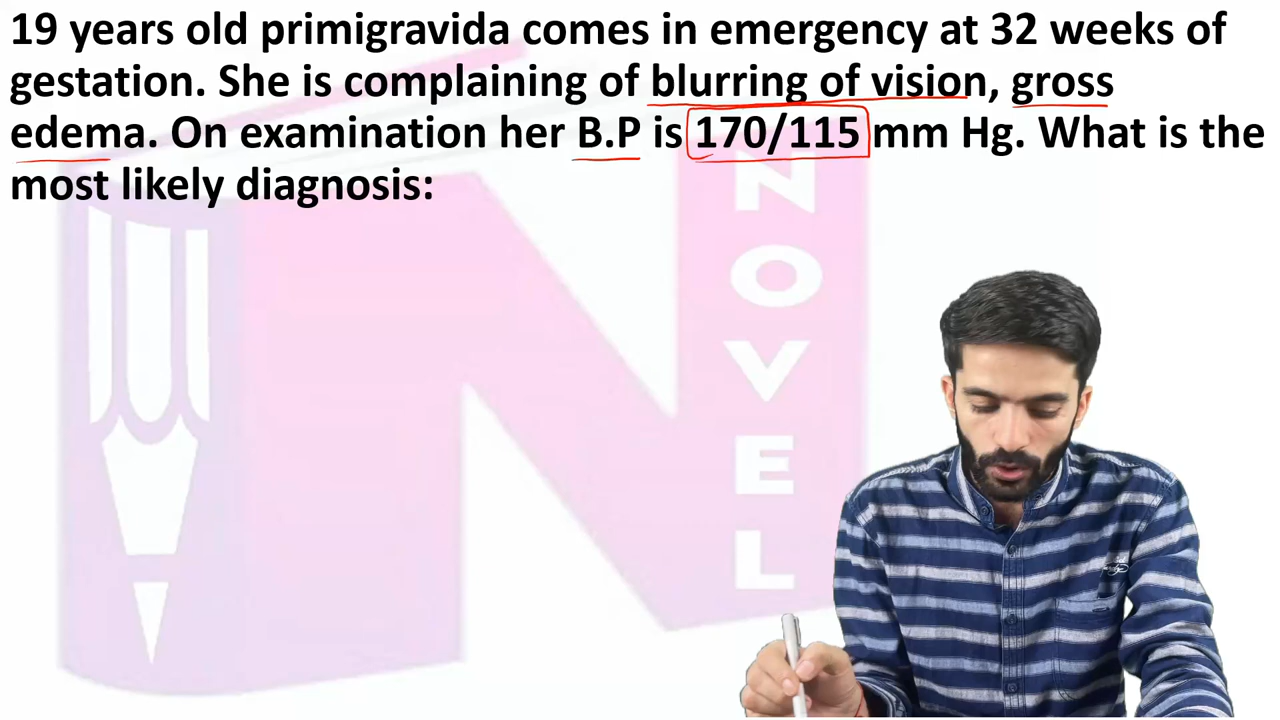 19 years old primigravida comes in emergency at 32 weeks of
gestation. She is complaining of blurring of vision, gross
edema. On examination her B.P is 170/115 mm Hg. What is the
most likely diagnosis:
NOVEL